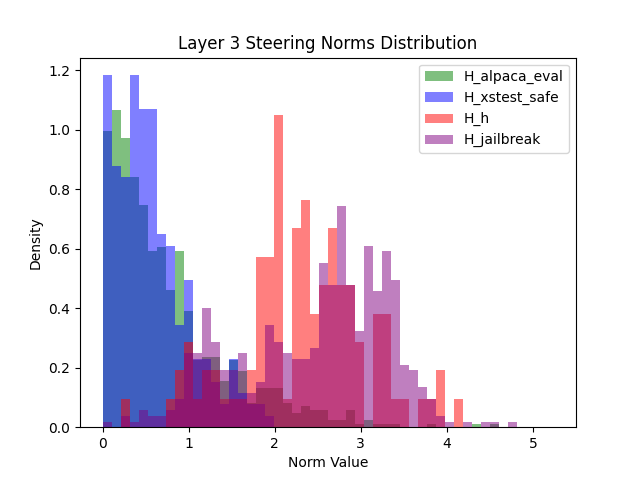 Layer 3 Steering Norms Distribution
H_alpaca_eval
H_xstest_safe
H_h
H_jailbreak
Density
1.2
1.0
0.8
0.6
0.4
0.2
0.0
0 1 2 3 4 5
Norm Value